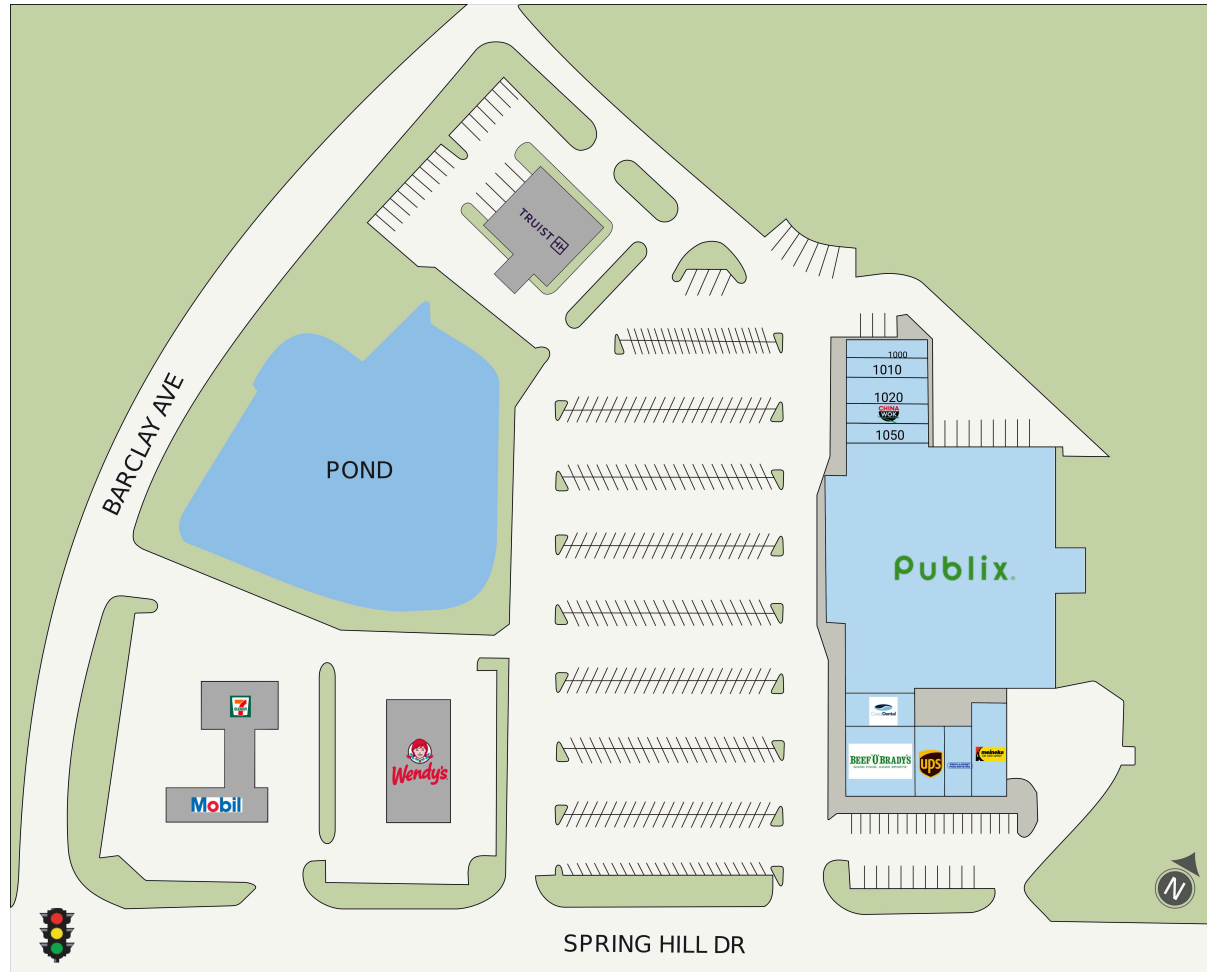 TRUIST
1000
1010
1020
CHINA
WOK
1050
BARCLAY AVE
POND
Publix.
7
ELEVEN
Dental
Wendy's
BEEF 'O' BRADY'S
ups
meineke
Mobil
N
SPRING HILL DR